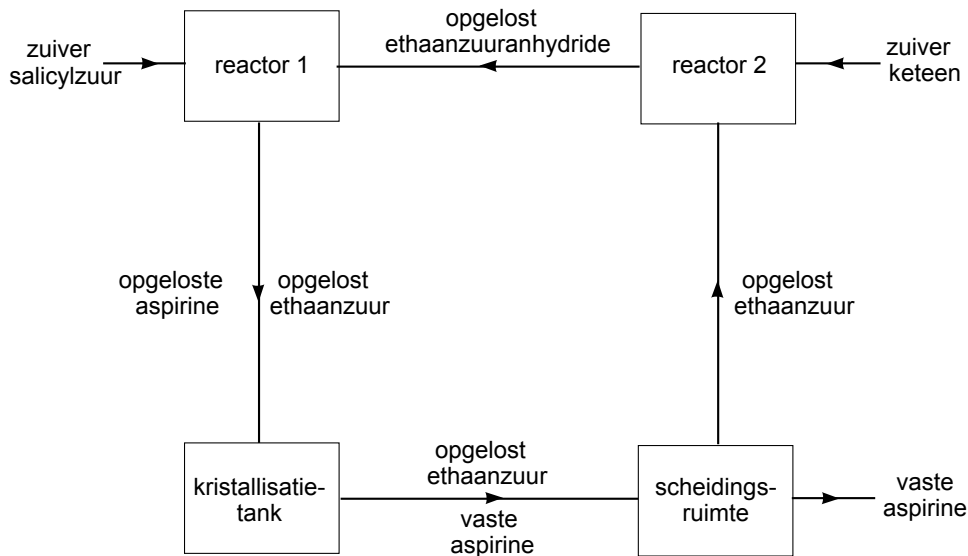 opgelost
ethaanzuuranhydride
zuiver
salicylzuur
reactor 1
reactor 2
zuiver
keteen
opgeloste
aspirine
opgelost
ethaanzuur
opgelost
ethaanzuur
kristallisatie-
tank
opgelost
ethaanzuur
vaste
aspirine
scheidings-
ruimte
vaste
aspirine